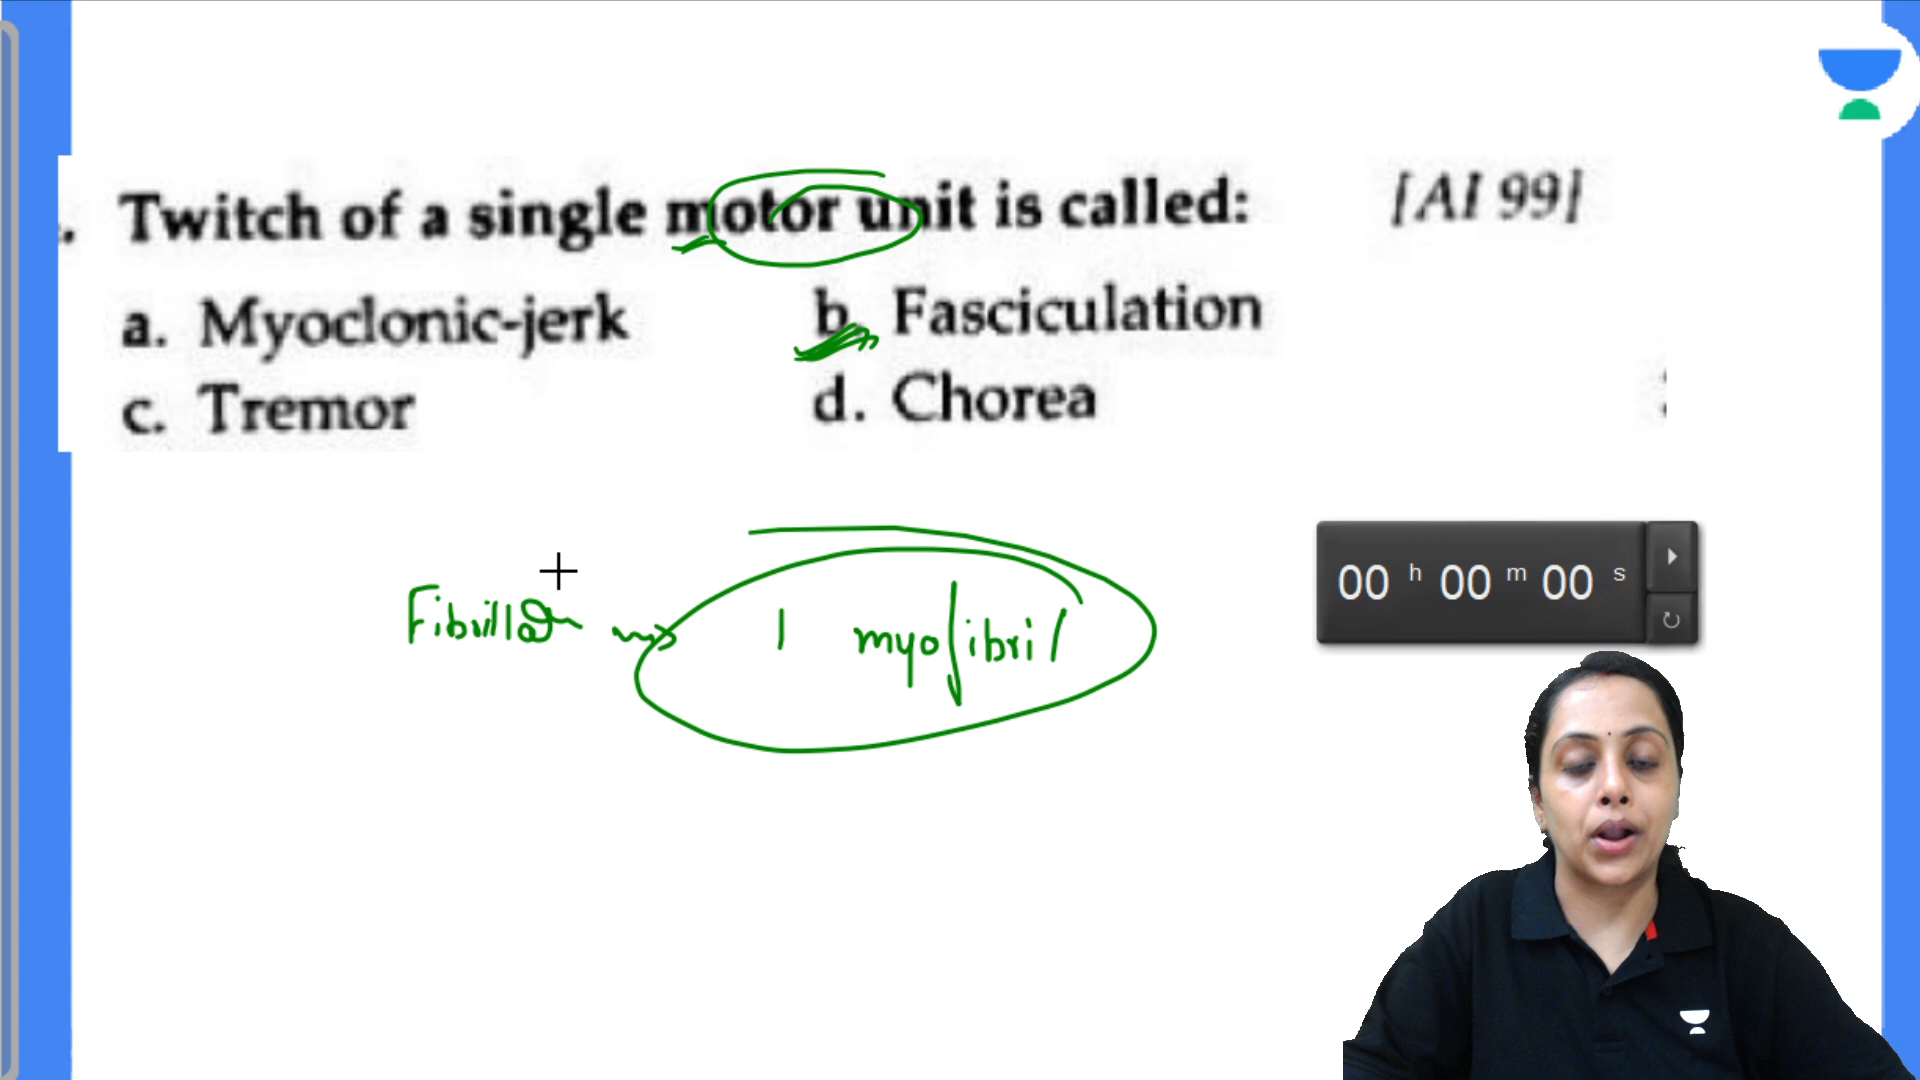 . Twitch of a single motor unit is called: [AI 99]
a. Myoclonic-jerk b. Fasciculation
c. Tremor d. Chorea
1 myofibril
00 h 00 m 00 s